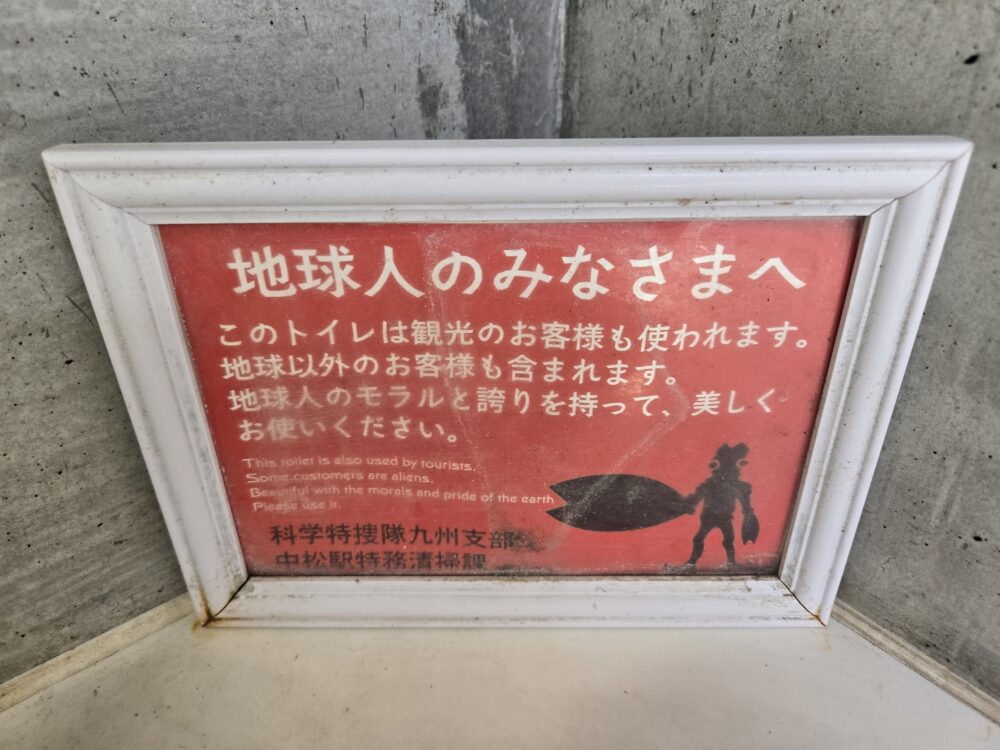 地球人のみなさまへ
このトイレは観光のお客様も使われます。
地球以外のお客様も含まれます。
地球人のモラルと誇りを持って、美しく
お使いください。
This toilet is also used by tourists.
Some customers are aliens.
Beautiful with the morals and pride of the earth
Please use it.
科学特捜隊九州支部
中松駅特務清掃課